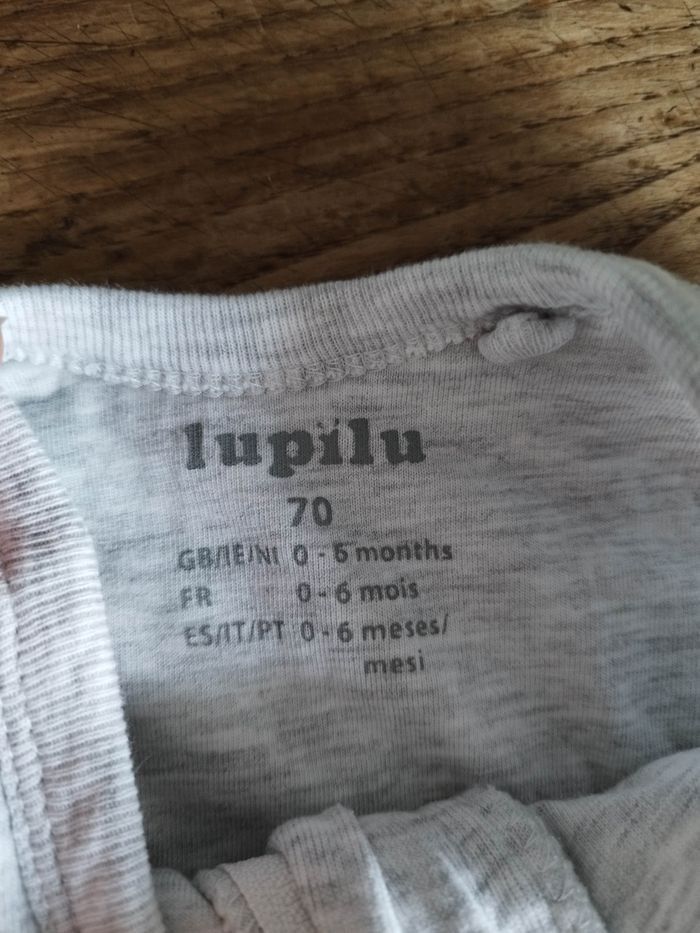 lupilu
70
GB/IE/NI 0 - 6 months
FR 0 - 6 mois
ES/IT/PT 0 - 6 meses/
mesi